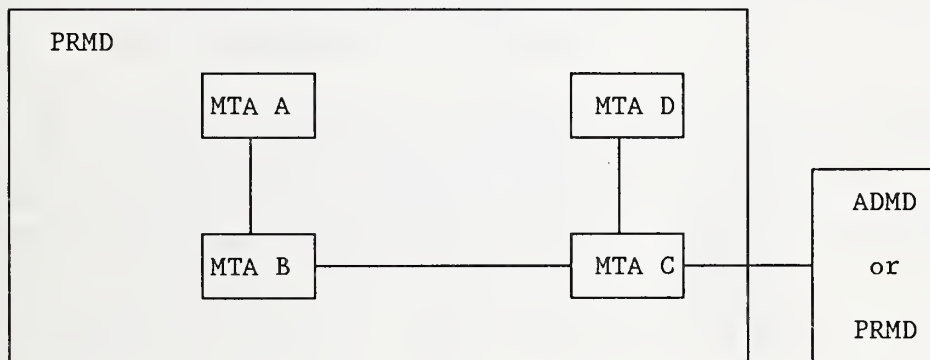 PRMD
MTA A
MTA D
MTA B
MTA C
ADMD
or
PRMD